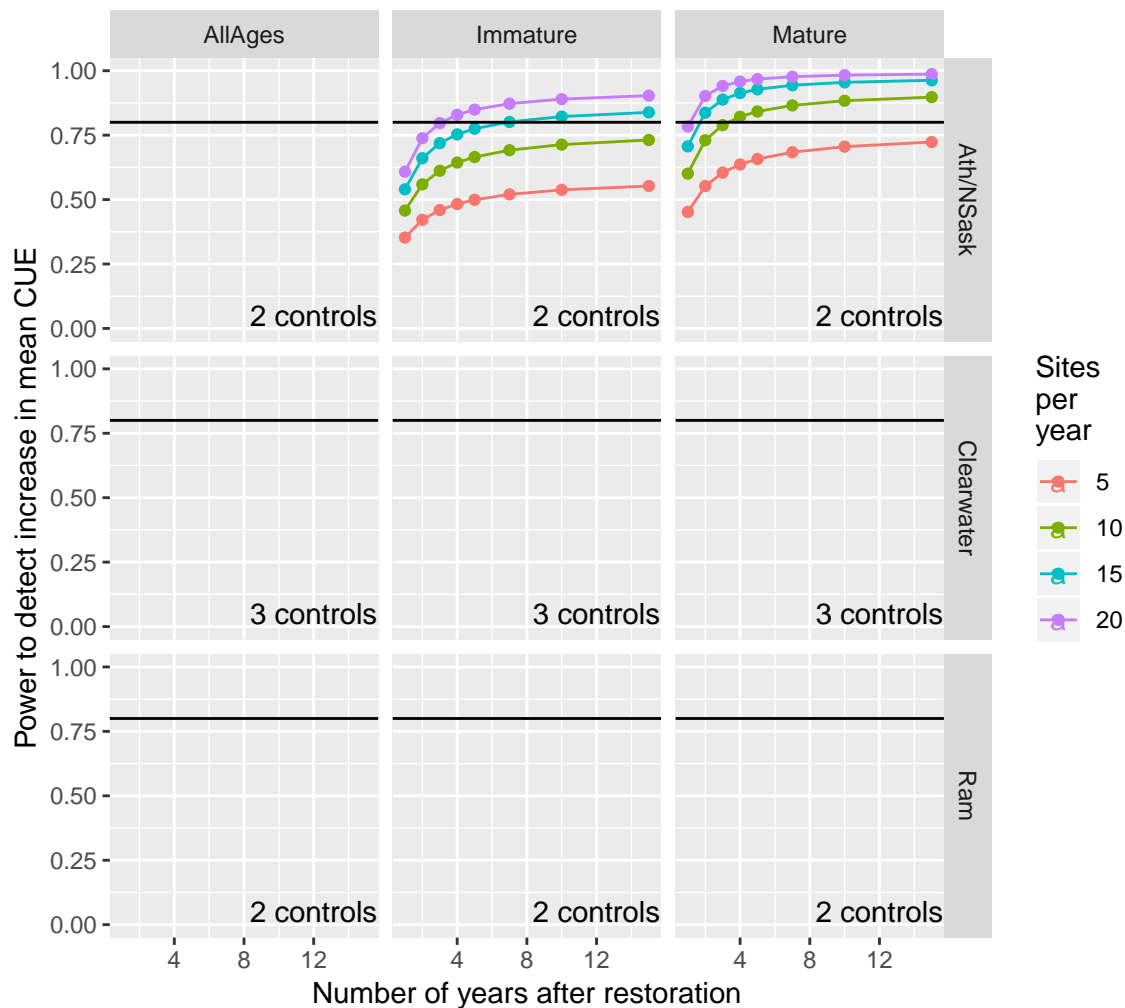 AllAges
Immature
Mature
1.00
0.75
0.50
0.25
0.00
2 controls
2 controls
2 controls
Ath/NSask
1.00
0.75
0.50
0.25
0.00
3 controls
3 controls
3 controls
Clearwater
1.00
0.75
0.50
0.25
0.00
2 controls
2 controls
2 controls
Ram
4 8 12
4 8 12
4 8 12
Number of years after restoration
Power to detect increase in mean CUE
Sites
per
year
a 5
a 10
a 15
a 20